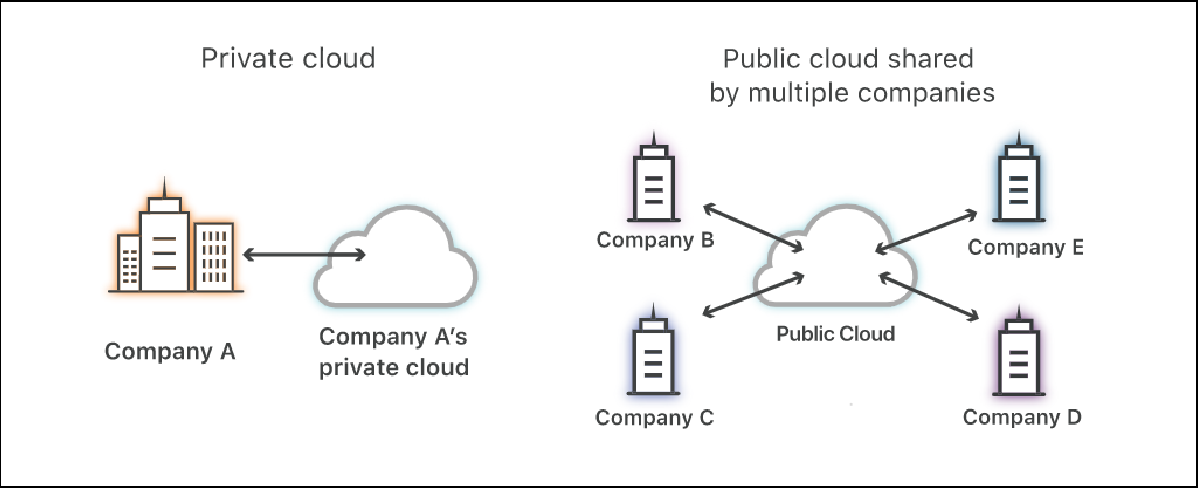 Private cloud
Company A
Company A's
private cloud
Public cloud shared
by multiple companies
Company B
Company E
Public Cloud
Company C
Company D